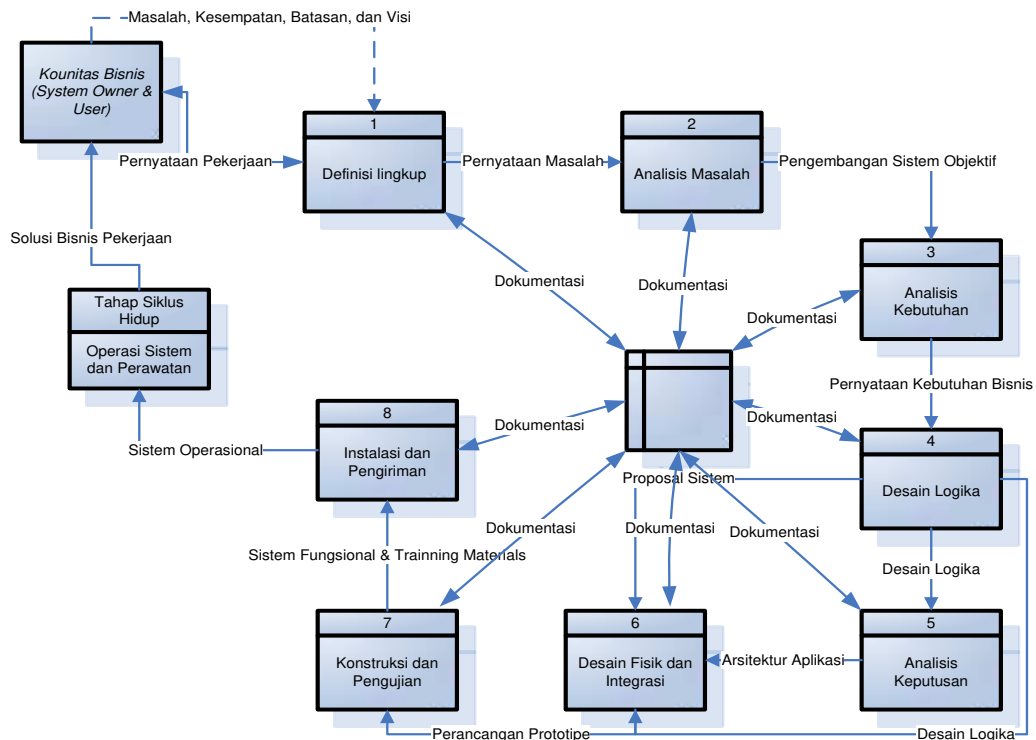 Masalah, Kesempatan, Batasan, dan Visi
Kounitas Bisnis
(System Owner &
User)
1
Definisi lingkup
2
Analisis Masalah
Pernyataan Pekerjaan
Pernyataan Masalah
Pengembangan Sistem Objektif
Solusi Bisnis Pekerjaan
3
Analisis
Kebutuhan
Dokumentasi
Dokumentasi
Dokumentasi
Tahap Siklus
Hidup
Operasi Sistem
dan Perawatan
Pernyataan Kebutuhan Bisnis
8
Instalasi dan
Pengiriman
Dokumentasi
Dokumentasi
4
Desain Logika
Sistem Operasional
Proposal Sistem
Dokumentasi
Dokumentasi
Dokumentasi
Sistem Fungsional & Trainning Materials
Desain Logika
7
Konstruksi dan
Pengujian
6
Desain Fisik dan
Integrasi
Arsitektur Aplikasi
5
Analisis
Keputusan
Perancangan Prototipe
Desain Logika